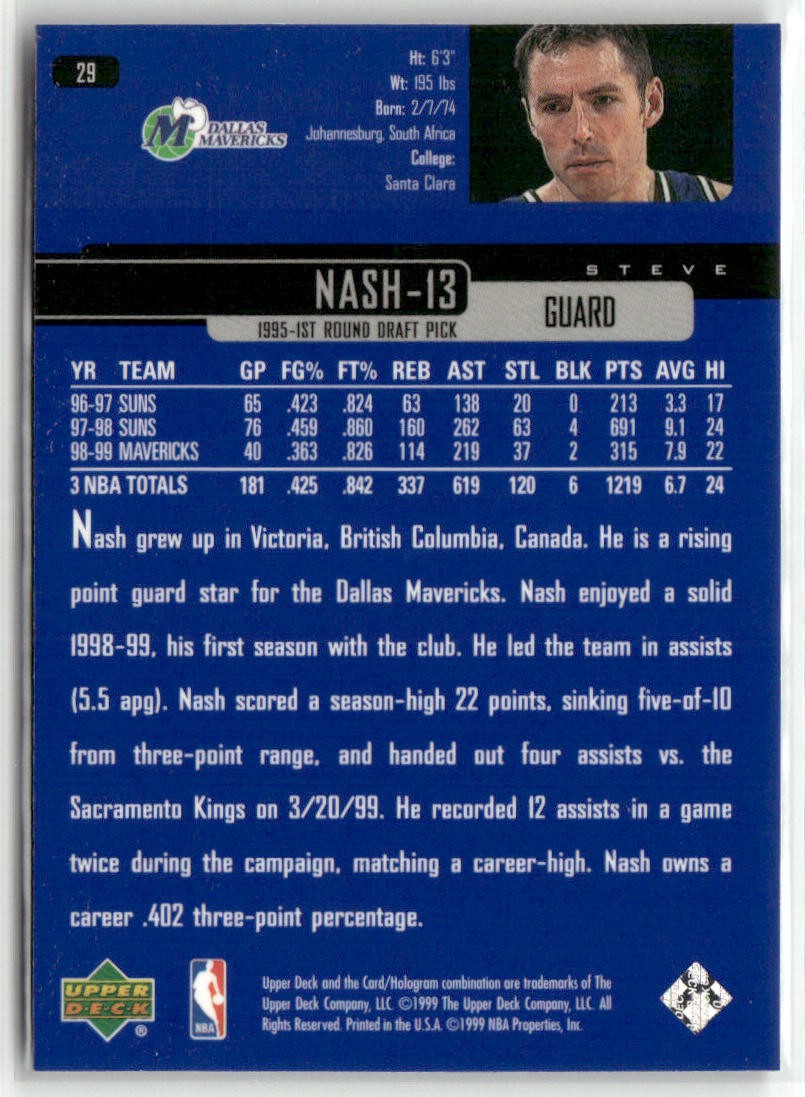 29
Ht: 6'3"
Wt: 195 lbs
Born: 2/7/74
Johannesburg, South Africa
College:
Santa Clara
M DALLAS
MAVERICKS
STEVE
NASH-13
GUARD
1995-1ST ROUND DRAFT PICK
YR TEAM GP FG% FT% REB AST STL BLK PTS AVG HI
96-97 SUNS 65 .423 .824 63 138 20 0 213 3.3 17
97-98 SUNS 76 .459 .860 160 262 63 4 691 9.1 24
98-99 MAVERICKS 40 .363 .826 114 219 37 2 315 7.9 22
3 NBA TOTALS 181 .425 .842 337 619 120 6 1219 6.7 24
Nash grew up in Victoria, British Columbia, Canada. He is a rising
point guard star for the Dallas Mavericks. Nash enjoyed a solid
1998-99, his first season with the club. He led the team in assists
(5.5 apg). Nash scored a season-high 22 points, sinking five-of-10
from three-point range, and handed out four assists vs. the
Sacramento Kings on 3/20/99. He recorded 12 assists in a game
twice during the campaign, matching a career-high. Nash owns a
career .402 three-point percentage.
UPPER
DECK
®
NBA
Upper Deck and the Card/Hologram combination are trademarks of The
Upper Deck Company, LLC. ©1999 The Upper Deck Company, LLC. All
Rights Reserved. Printed in the U.S.A. ©1999 NBA Properties, Inc.